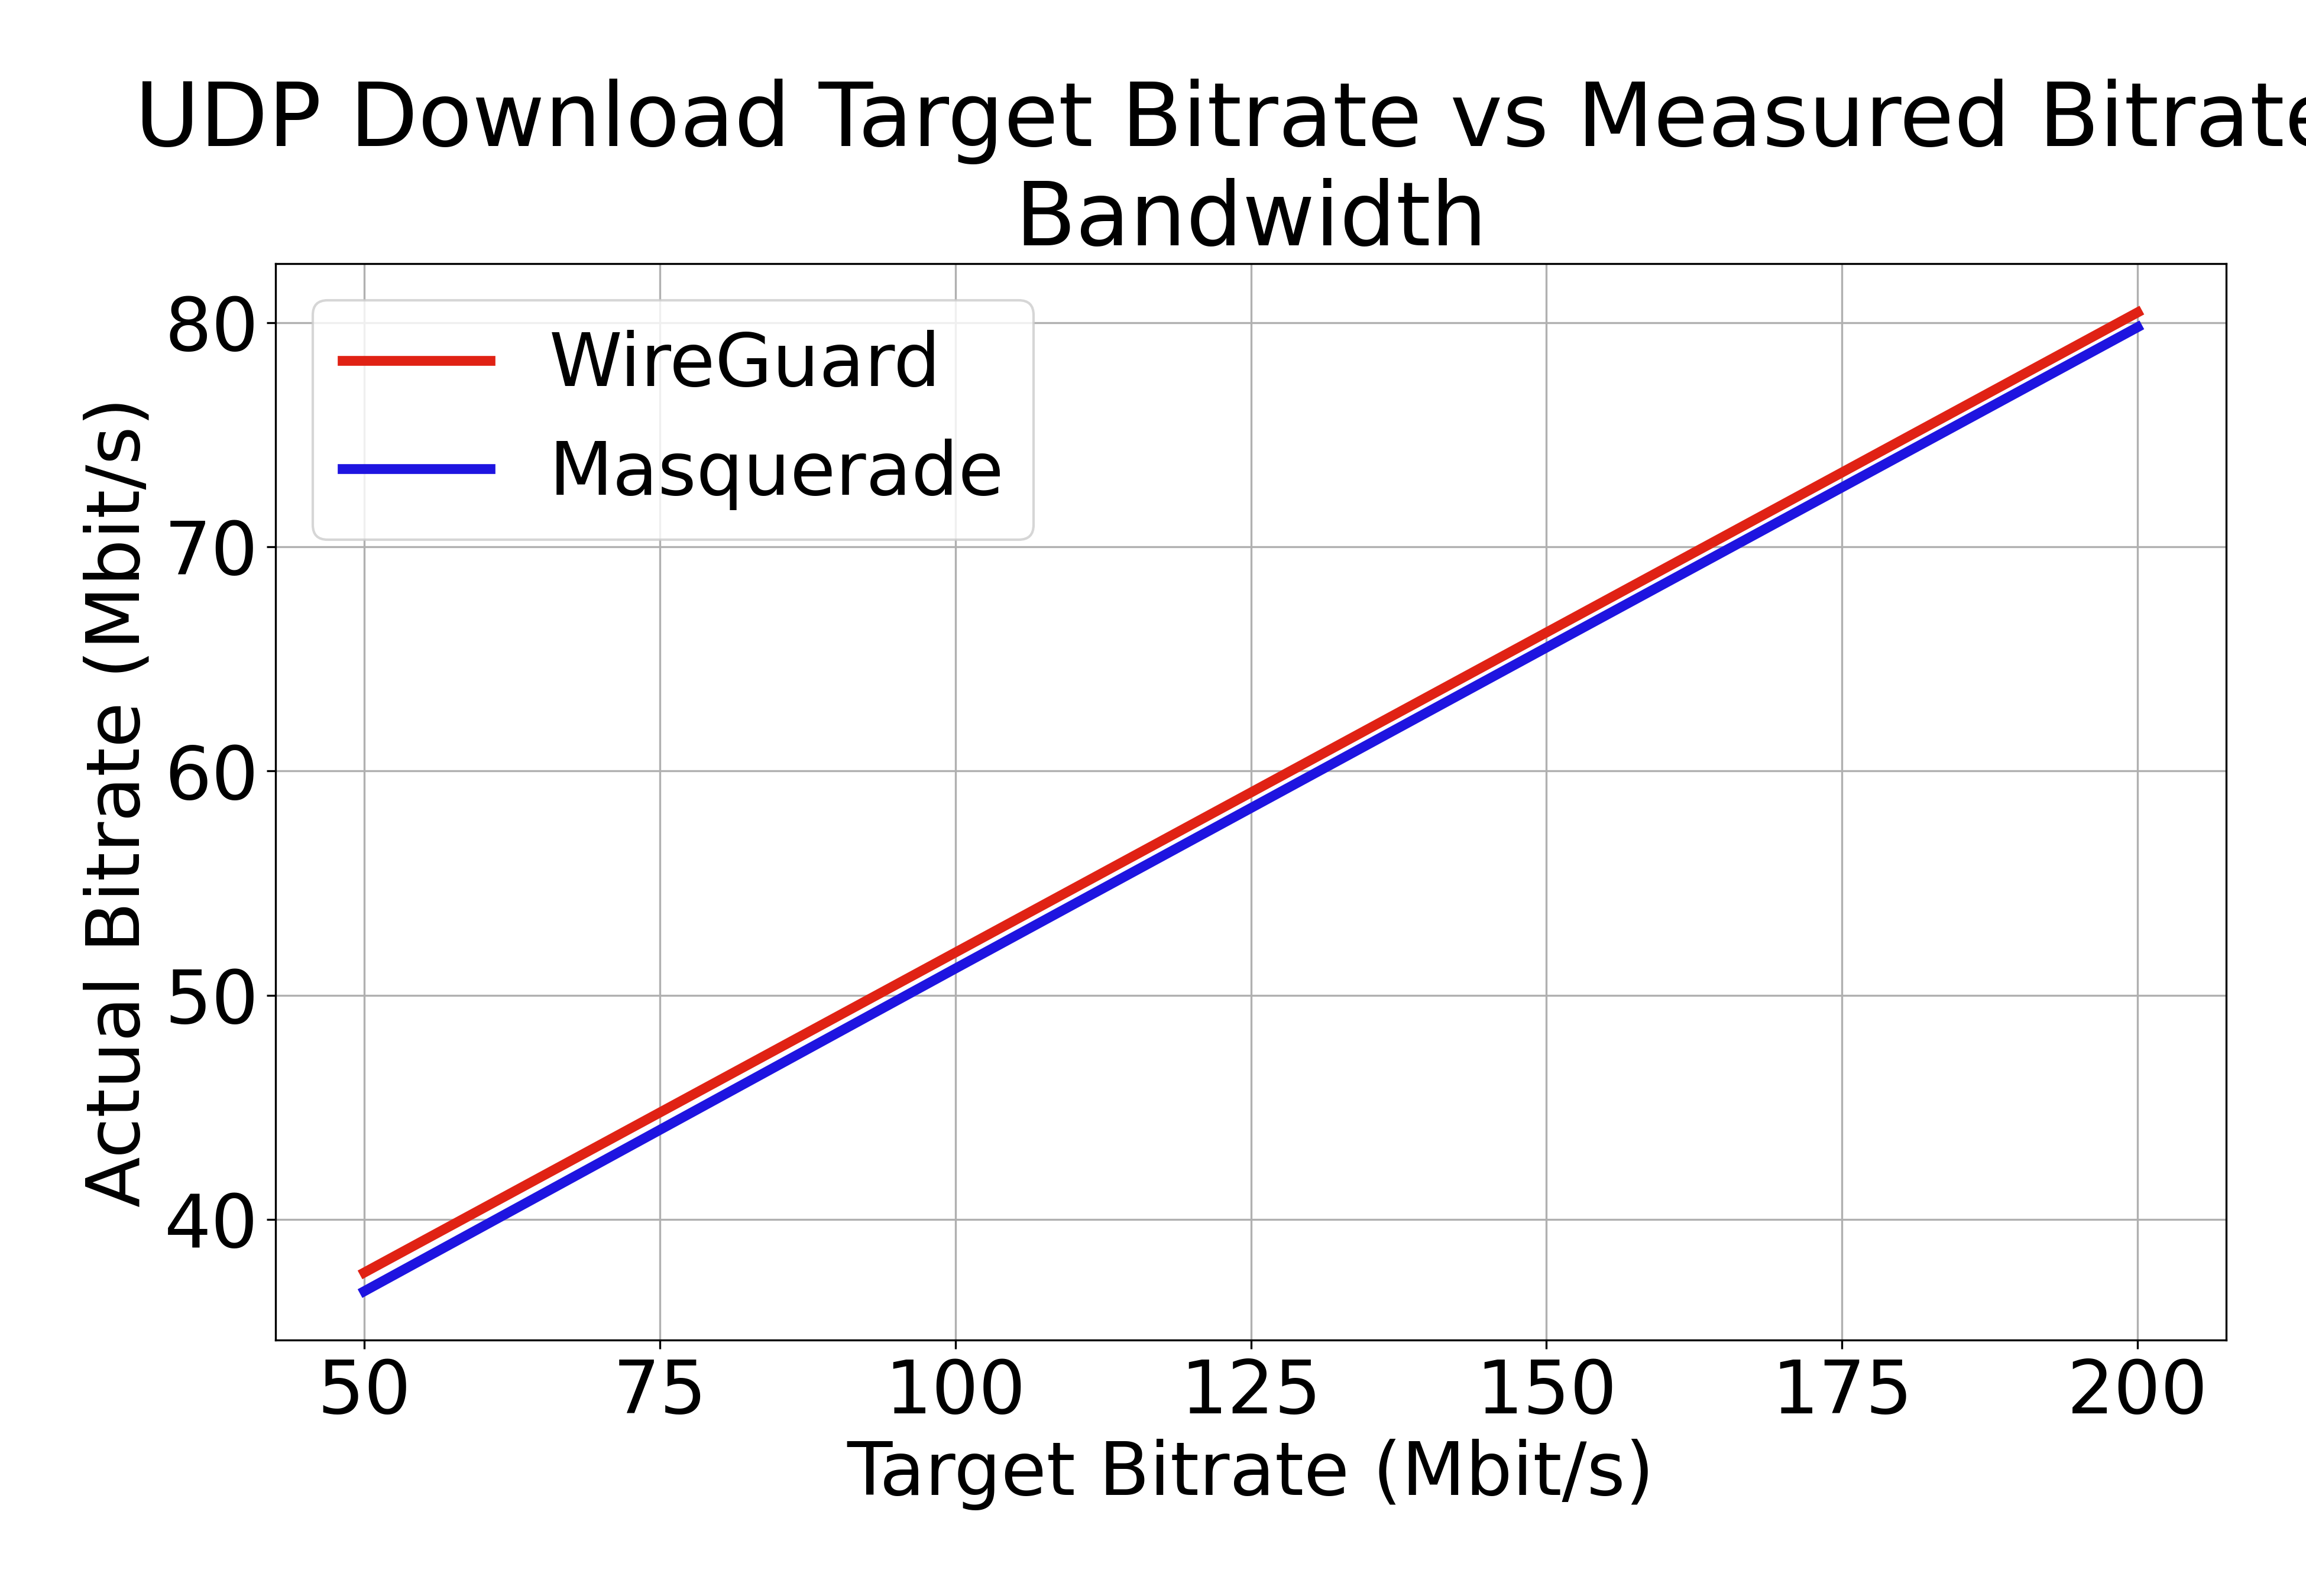 UDP Download Target Bitrate vs Measured Bitrate
Bandwidth
80
70
60
50
40
Actual Bitrate (Mbit/s)
WireGuard
Masquerade
50 75 100 125 150 175 200
Target Bitrate (Mbit/s)